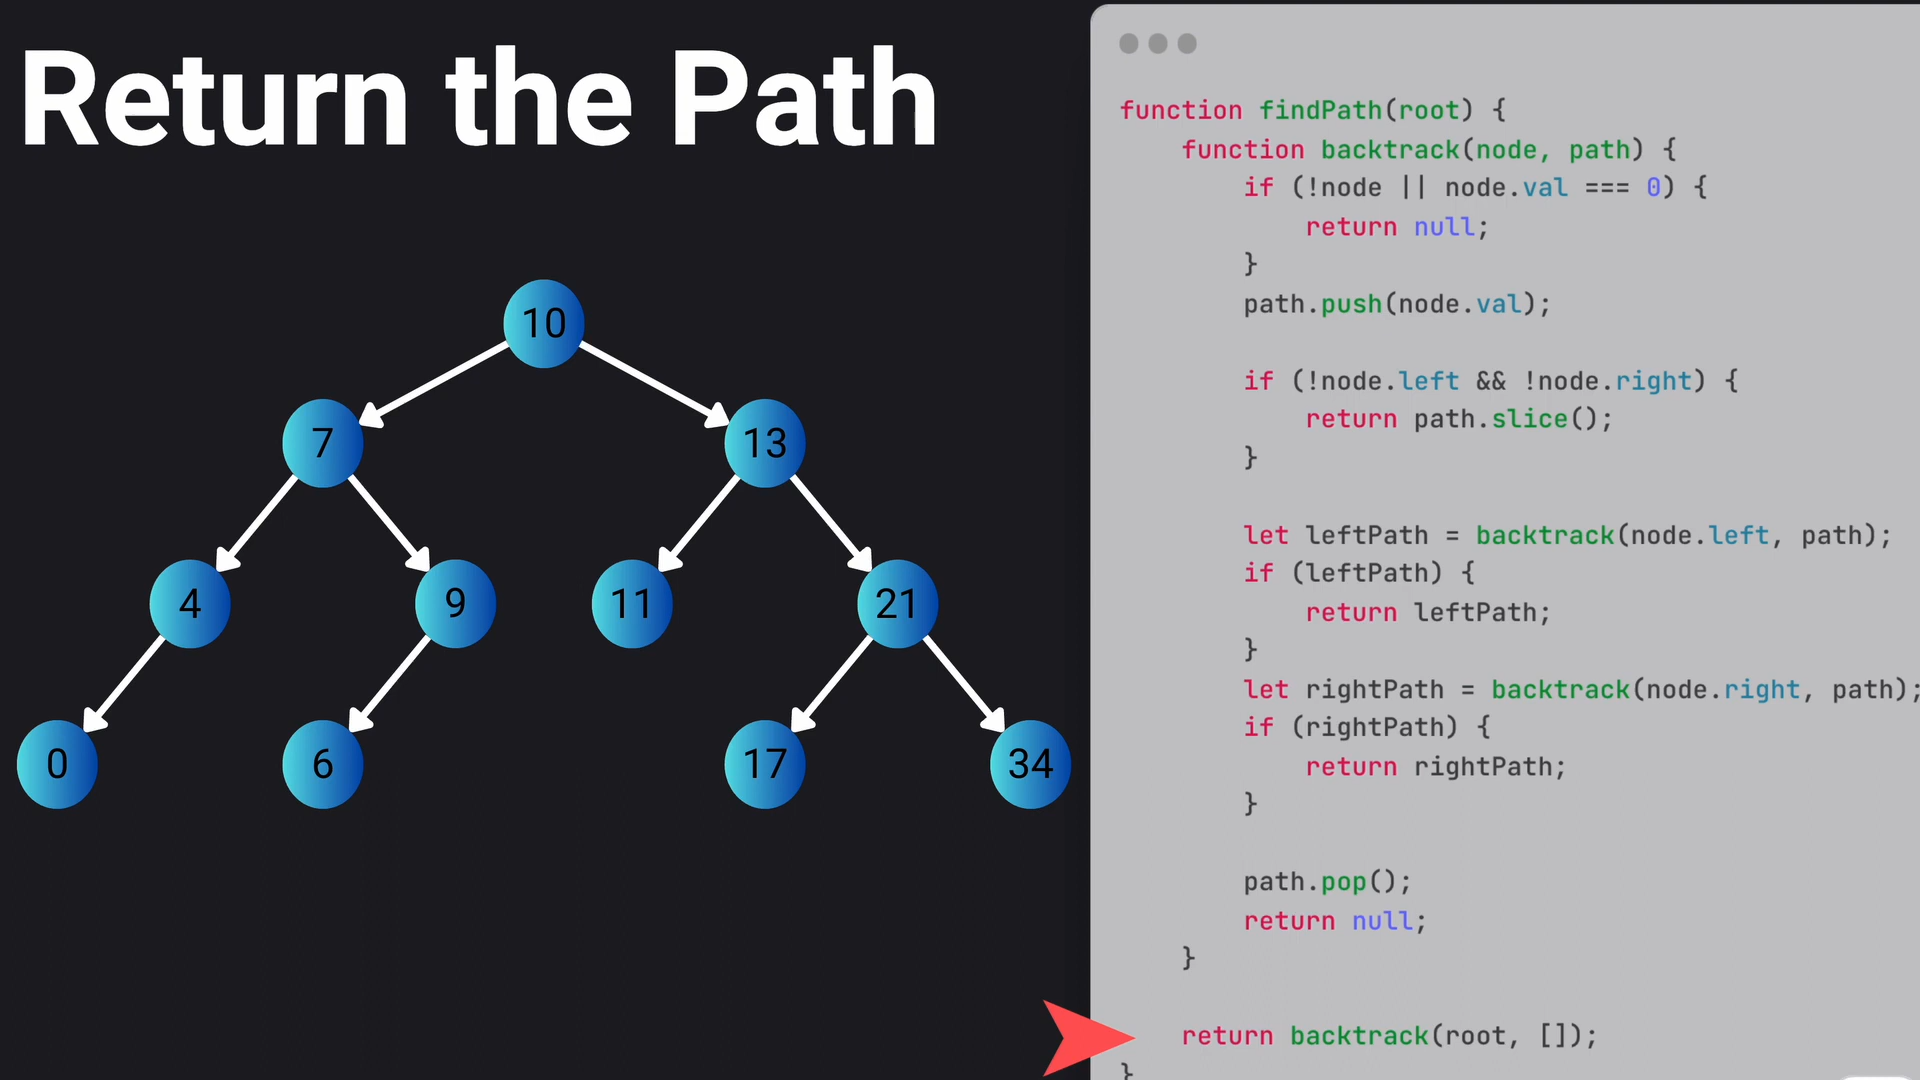 Return the Path
10
7
13
4
9
11
21
0
6
17
34
function findPath(root) {
    function backtrack(node, path) {
        if (!node || node.val === 0) {
            return null;
        }
        path.push(node.val);

        if (!node.left && !node.right) {
            return path.slice();
        }

        let leftPath = backtrack(node.left, path);
        if (leftPath) {
            return leftPath;
        }
        let rightPath = backtrack(node.right, path);
        if (rightPath) {
            return rightPath;
        }

        path.pop();
        return null;
    }

    return backtrack(root, []);
}